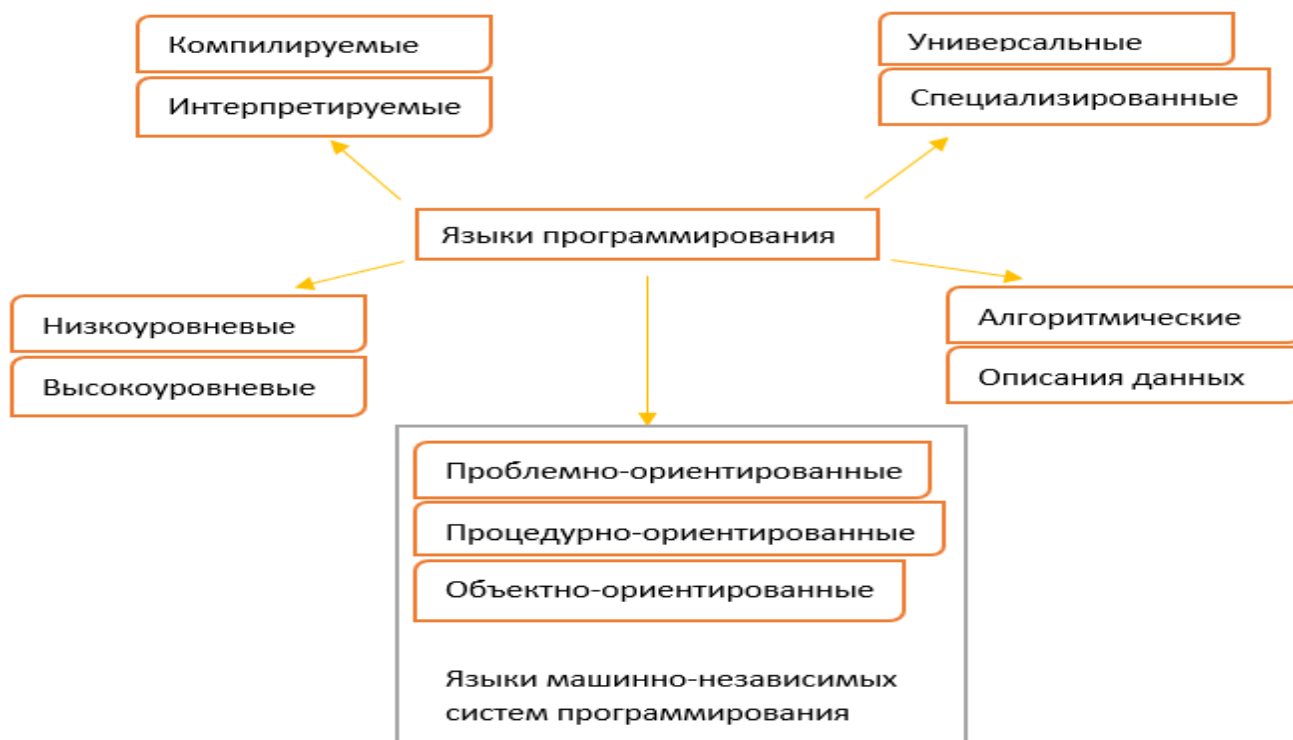 Компилируемые
Интерпретируемые
Универсальные
Специализированные
Языки программирования
Низкоуровневые
Высокоуровневые
Алгоритмические
Описания данных
Проблемно-ориентированные
Процедурно-ориентированные
Объектно-ориентированные
Языки машинно-независимых
систем программирования